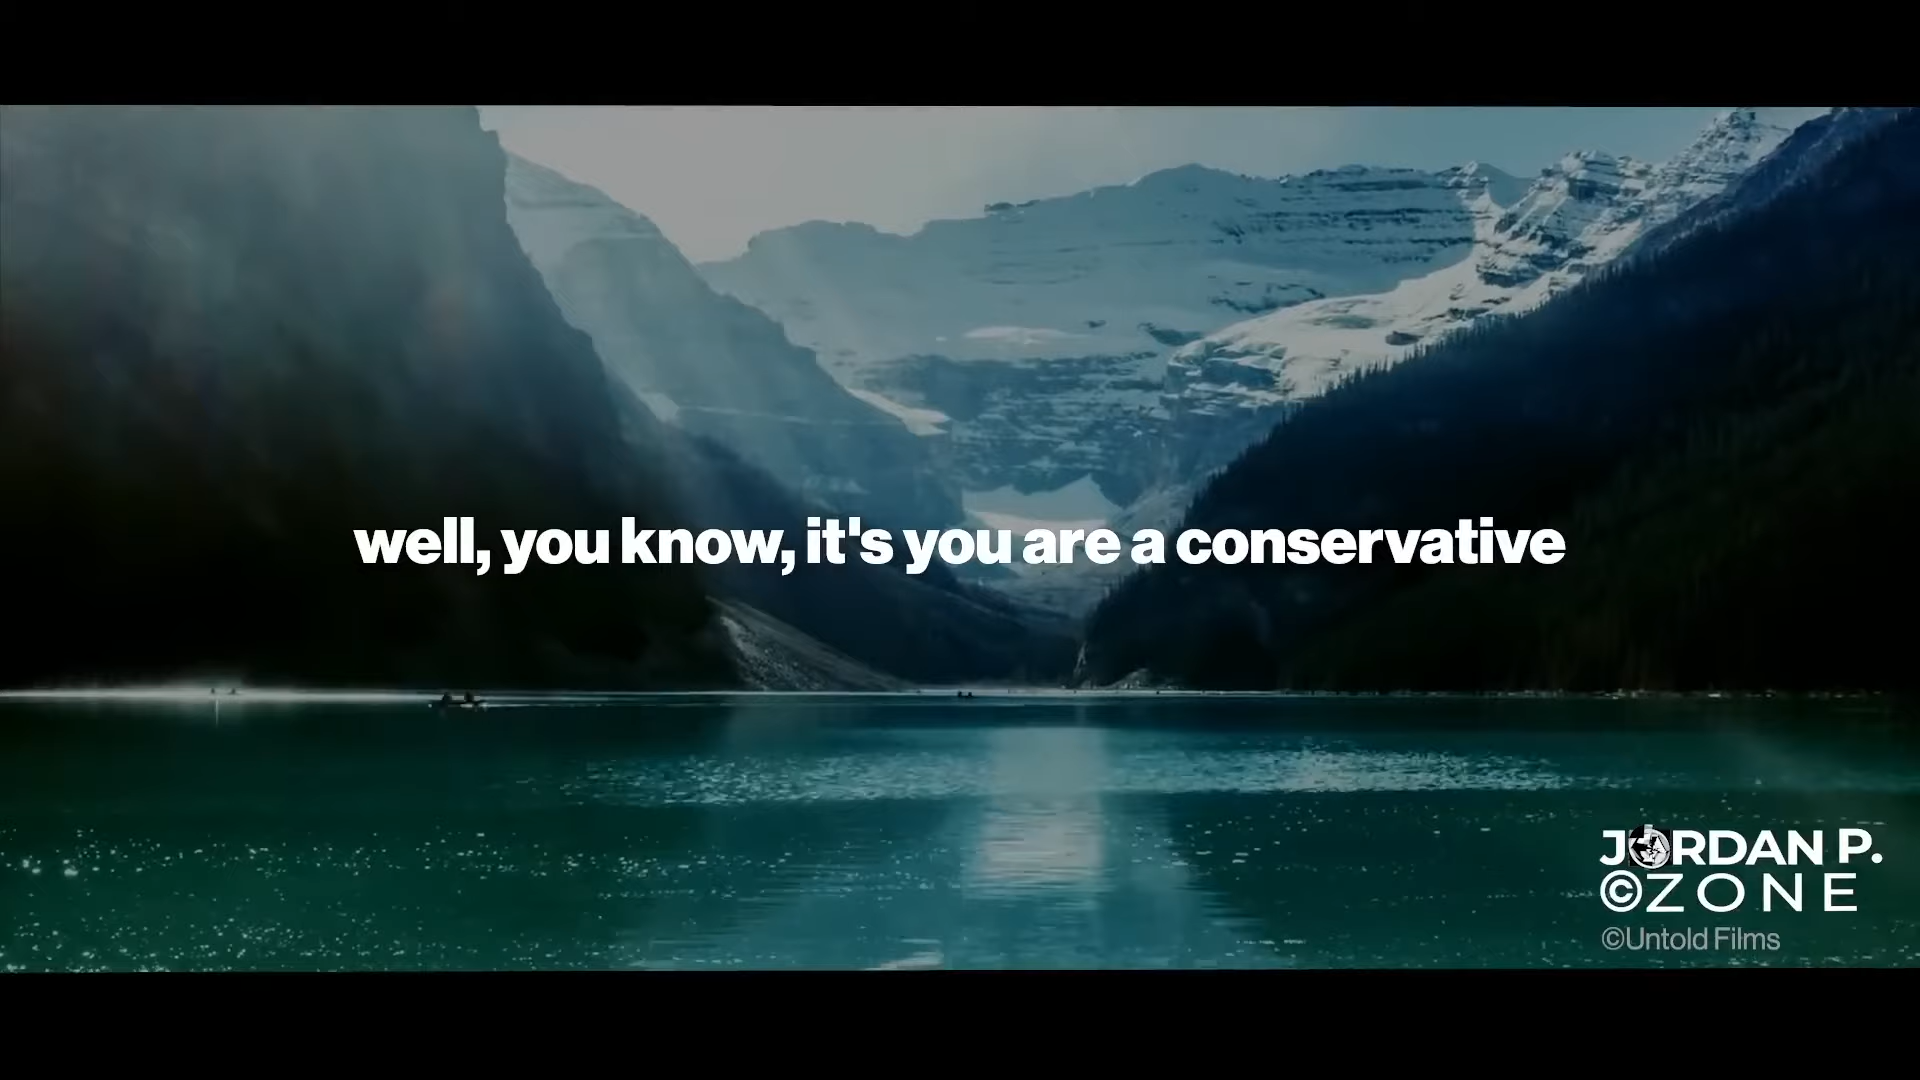 well, you know, it's you are a conservative
JORDAN P.
©ZONE
©Untold Films